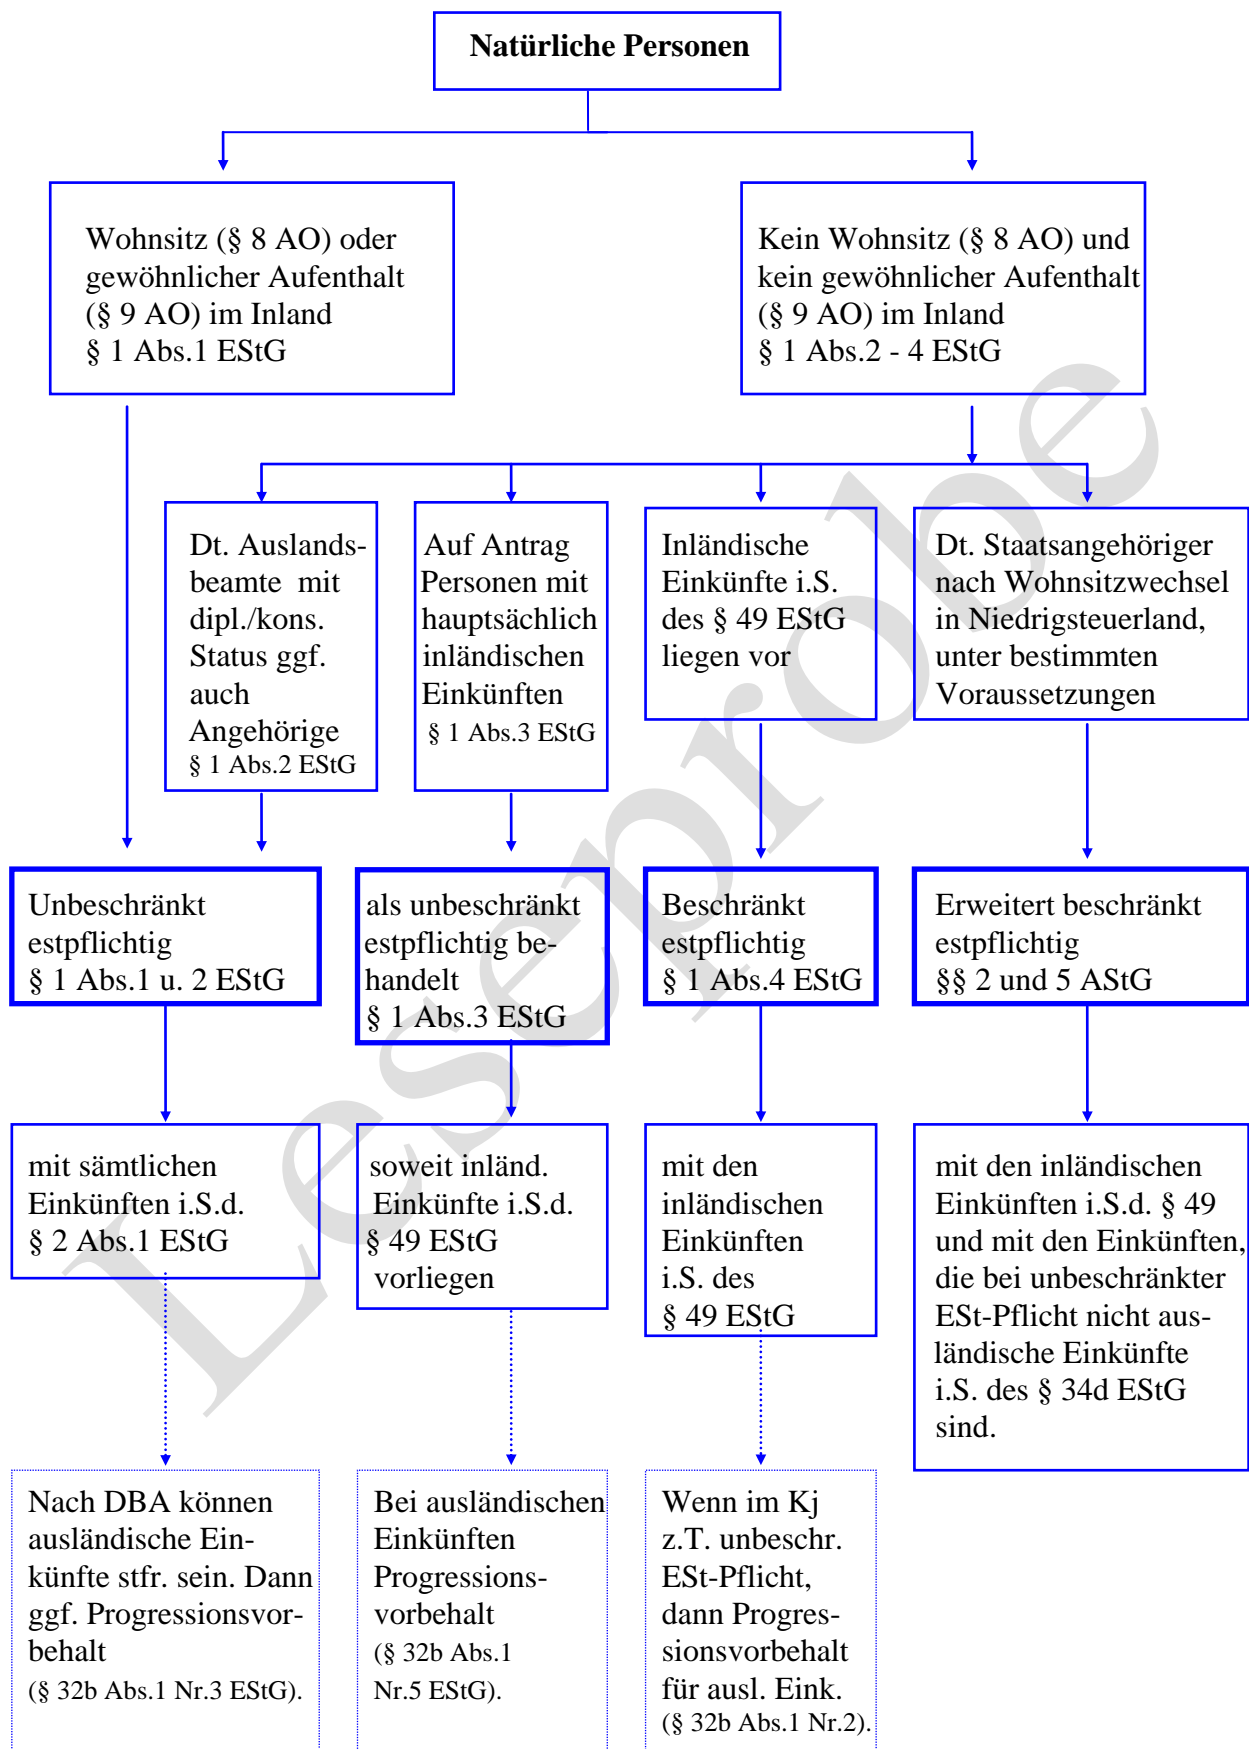 Natürliche Personen
Wohnsitz (§ 8 AO) oder
gewöhnlicher Aufenthalt
(§ 9 AO) im Inland
§ 1 Abs.1 EStG
Kein Wohnsitz (§ 8 AO) und
kein gewöhnlicher Aufenthalt
(§ 9 AO) im Inland
§ 1 Abs.2 - 4 EStG
Dt. Auslands-
beamte mit
dipl./kons.
Status ggf.
auch
Angehörige
§ 1 Abs.2 EStG
Auf Antrag
Personen mit
hauptsächlich
inländischen
Einkünften
§ 1 Abs.3 EStG
Inländische
Einkünfte i.S.
des § 49 EStG
liegen vor
Dt. Staatsangehöriger
nach Wohnsitzwechsel
in Niedrigsteuerland,
unter bestimmten
Voraussetzungen
Unbeschränkt
estpflichtig
§ 1 Abs.1 u. 2 EStG
als unbeschränkt
estpflichtig be-
handelt
§ 1 Abs.3 EStG
Beschränkt
estpflichtig
§ 1 Abs.4 EStG
Erweitert beschränkt
estpflichtig
§§ 2 und 5 AStG
mit sämtlichen
Einkünften i.S.d.
§ 2 Abs.1 EStG
soweit inländ.
Einkünfte i.S.d.
§ 49 EStG
vorliegen
mit den
inländischen
Einkünften
i.S. des
§ 49 EStG
mit den inländischen
Einkünften i.S.d. § 49
und mit den Einkünften,
die bei unbeschränkter
ESt-Pflicht nicht aus-
ländische Einkünfte
i.S. des § 34d EStG
sind.
Nach DBA können
ausländische Ein-
künfte stfr. sein. Dann
ggf. Progressionsvor-
behalt
(§ 32b Abs.1 Nr.3 EStG).
Bei ausländischen
Einkünften
Progressions-
vorbehalt
(§ 32b Abs.1
Nr.5 EStG).
Wenn im Kj
z.T. unbeschr.
ESt-Pflicht,
dann Progres-
sionsvorbehalt
für ausl. Eink.
(§ 32b Abs.1 Nr.2).
Leseprobe